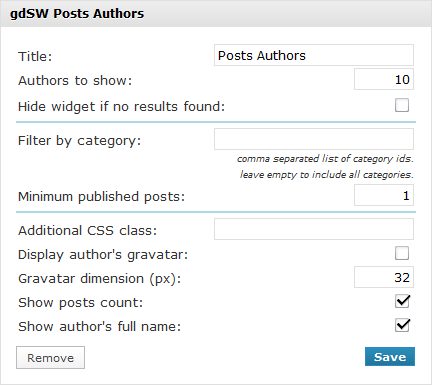 gdSW Posts Authors
Title: Posts Authors
Authors to show: 10
Hide widget if no results found:
Filter by category:
comma separated list of category ids.
leave empty to include all categories.
Minimum published posts: 1
Additional CSS class:
Display author's gravatar:
Gravatar dimension (px): 32
Show posts count:
Show author's full name:
Remove Save